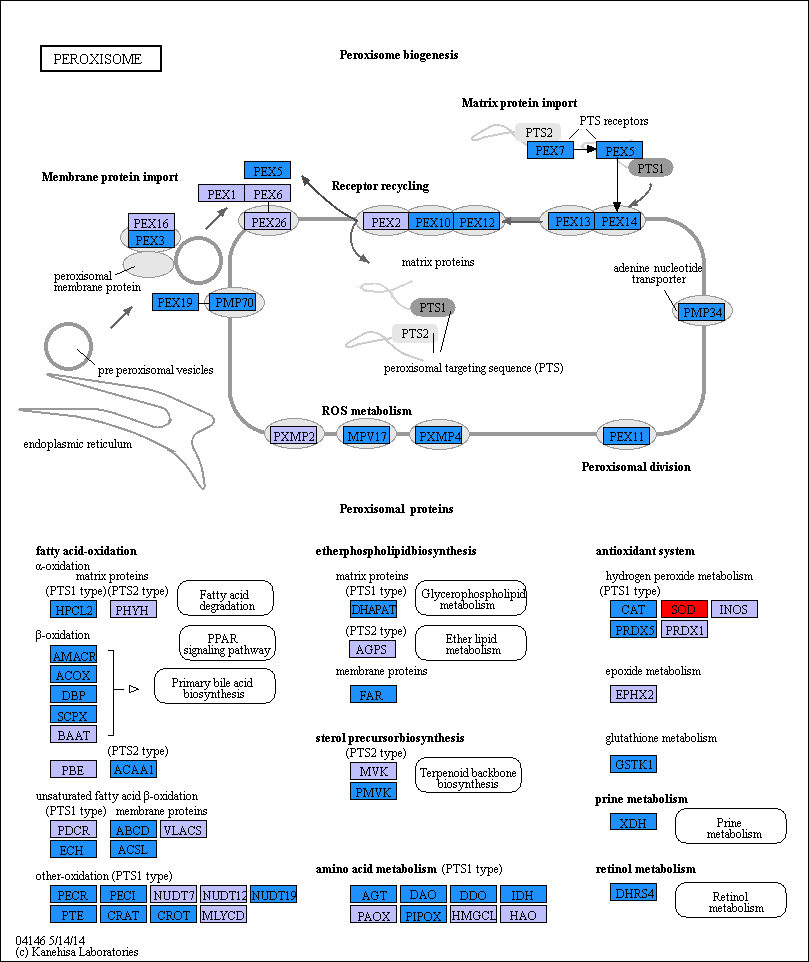 PEROXISOME
Peroxisome biogenesis
Matrix protein import
PTS2
PTS receptors
PEX7
PEX5
PTS1
Membrane protein import
PEX5
Receptor recycling
PEX1
PEX6
PEX16
PEX3
PEX26
PEX2
PEX10
PEX12
PEX13
PEX14
matrix proteins
adenine nucleotide
transporter
peroxisomal
membrane protein
PEX19
PMP70
PTS1
PMP34
PTS2
pre peroxisomal vesicles
peroxisomal targeting sequence (PTS)
ROS metabolism
endoplasmic reticulum
PXMP2
MPV17
PXMP4
PEX11
Peroxisomal division
Peroxisomal proteins
fatty acid-oxidation
α-oxidation
matrix proteins
(PTS1 type)
(PTS2 type)
HPCL2
PHYH
Fatty acid
degradation
β-oxidation
PPAR
signaling pathway
AMACR
ACOX
DBP
SCPX
BAAT
Primary bile acid
biosynthesis
(PTS2 type)
PBE
ACAA1
unsaturated fatty acid β-oxidation
(PTS1 type)
membrane proteins
PDCR
ABCD
VLACS
ECH
ACSL
other-oxidation (PTS1 type)
PECR
PECI
NUDT7
NUDT12
NUDT19
PTE
CRAT
CROT
MLYCD
etherphospholipidbiosynthesis
matrix proteins
(PTS1 type)
DHAPAT
Glycerophospholipid
metabolism
(PTS2 type)
AGPS
Ether lipid
metabolism
membrane proteins
FAR
sterol precursorbiosynthesis
(PTS2 type)
MVK
PMVK
Terpenoid backbone
biosynthesis
amino acid metabolism (PTS1 type)
AGT
DAO
DDO
IDH
PAOX
PIPOX
HMGCL
HAO
antioxidant system
hydrogen peroxide metabolism
(PTS1 type)
CAT
SOD
INOS
PRDX5
PRDX1
epoxide metabolism
EPHX2
glutathione metabolism
GSTK1
prine metabolism
XDH
Prine
metabolism
retinol metabolism
DHRS4
Retinol
metabolism
04146 5/14/14
(c) Kanehisa Laboratories